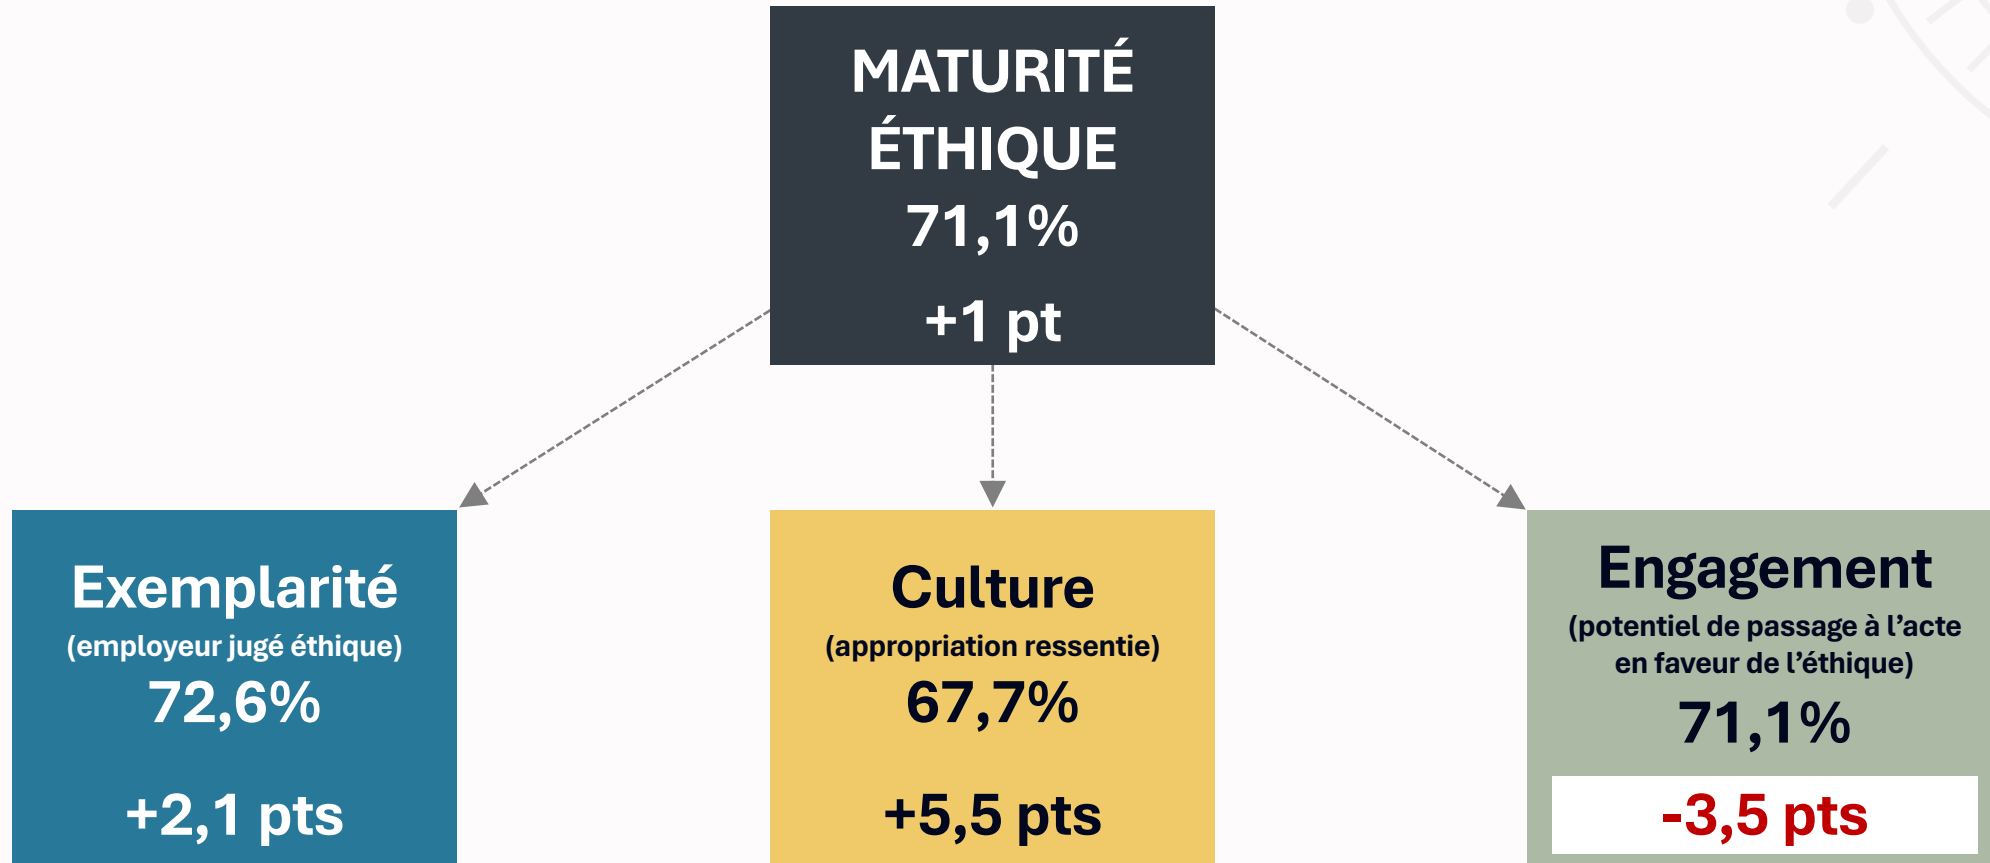 MATURITÉ
ÉTHIQUE
71,1%
+1 pt
Exemplarité
(employeur jugé éthique)
72,6%
+2,1 pts
Culture
(appropriation ressentie)
67,7%
+5,5 pts
Engagement
(potentiel de passage à l’acte
en faveur de l’éthique)
71,1%
-3,5 pts